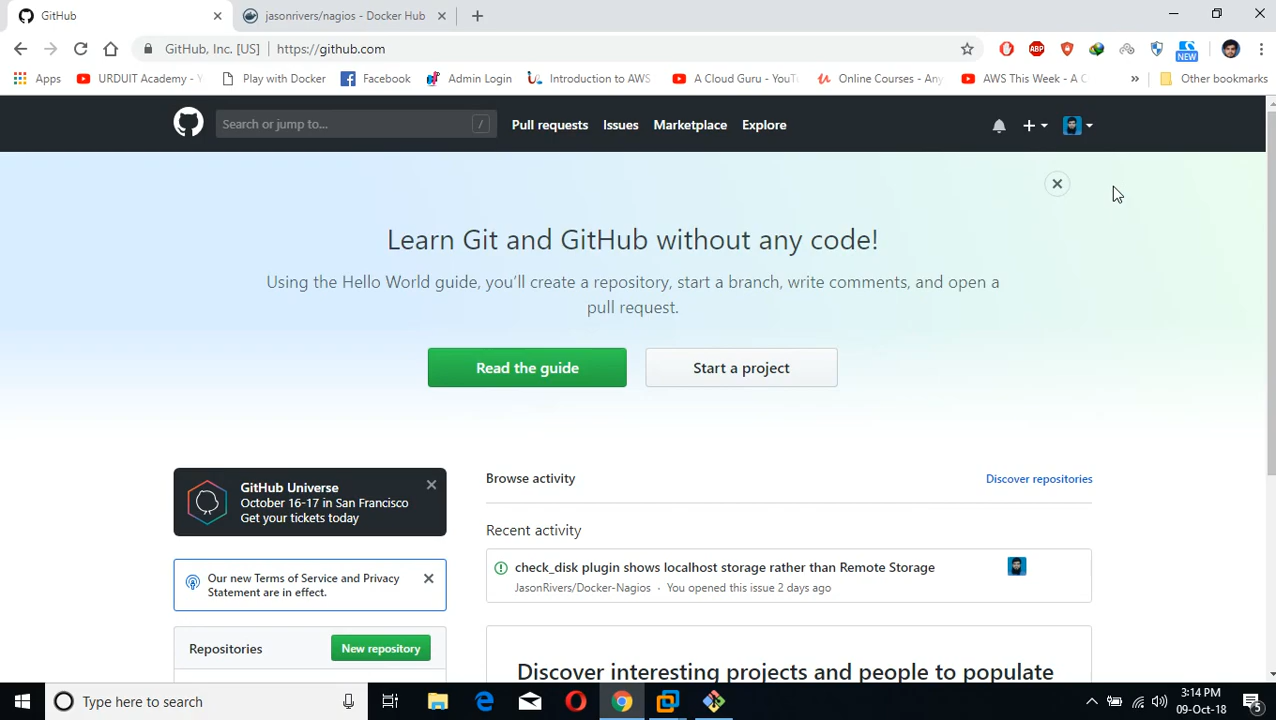 GitHub
jasonrivers/nagios - Docker Hub
GitHub, Inc. [US] | https://github.com
ABP
NEW
Apps
URDUIT Academy - Y
Play with Docker
Facebook
Admin Login
Introduction to AWS
A Cloud Guru - YouTu
Online Courses - Any
AWS This Week - A C
»
Other bookmarks
Search or jump to...
/
Pull requests
Issues
Marketplace
Explore
Learn Git and GitHub without any code!
Using the Hello World guide, you’ll create a repository, start a branch, write comments, and open a
pull request.
Read the guide
Start a project
GitHub Universe
October 16-17 in San Francisco
Get your tickets today
Browse activity
Discover repositories
Recent activity
check_disk plugin shows localhost storage rather than Remote Storage
JasonRivers/Docker-Nagios · You opened this issue 2 days ago
Our new Terms of Service and Privacy
Statement are in effect.
Repositories
New repository
Discover interesting projects and people to populate
Type here to search
3:14 PM
09-Oct-18
5